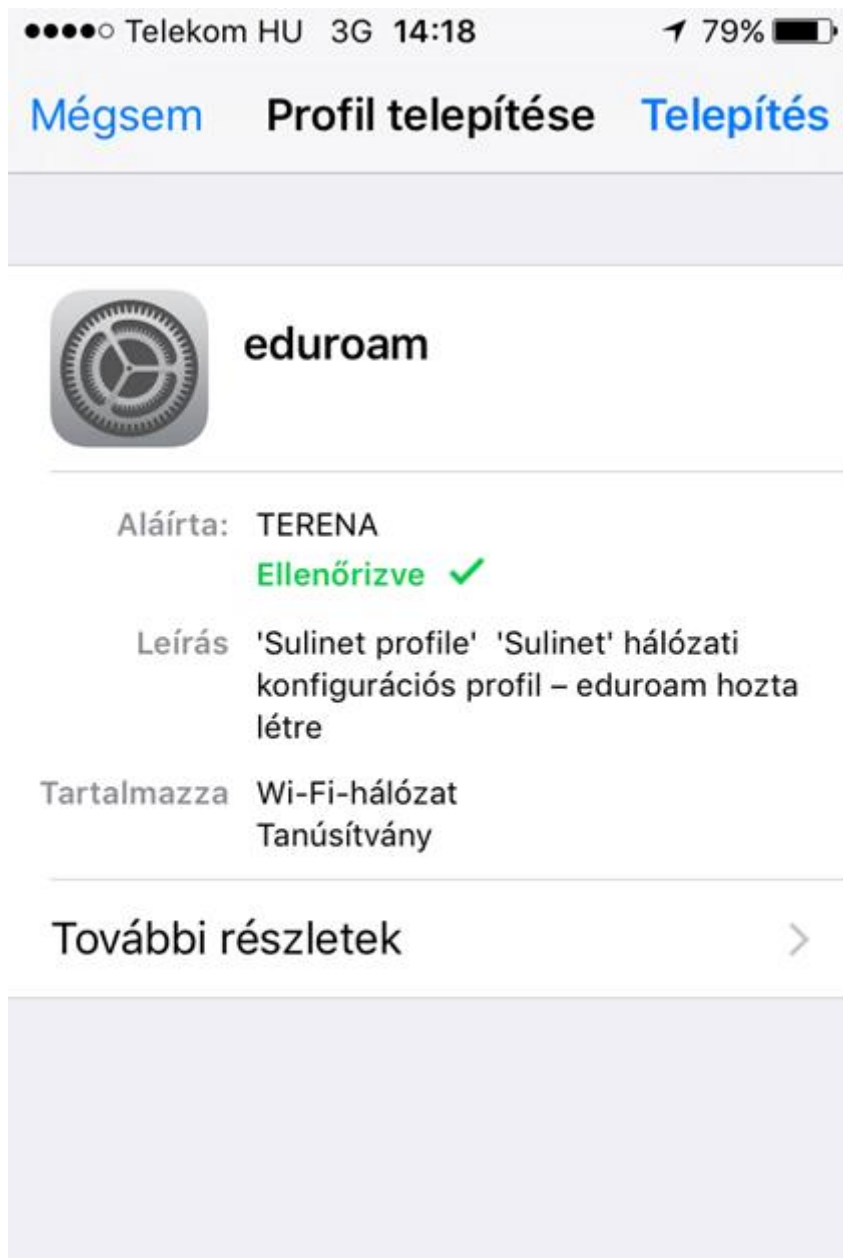 Telekom HU 3G 14:18 79%
Mégsem Profil telepítése Telepítés
eduroam
Aláírta: TERENA
Ellenőrizve
Leírás 'Sulinet profile' 'Sulinet' hálózati
konfigurációs profil – eduroam hozta
létre
Tartalmazza Wi-Fi-hálózat
Tanúsítvány
További részletek